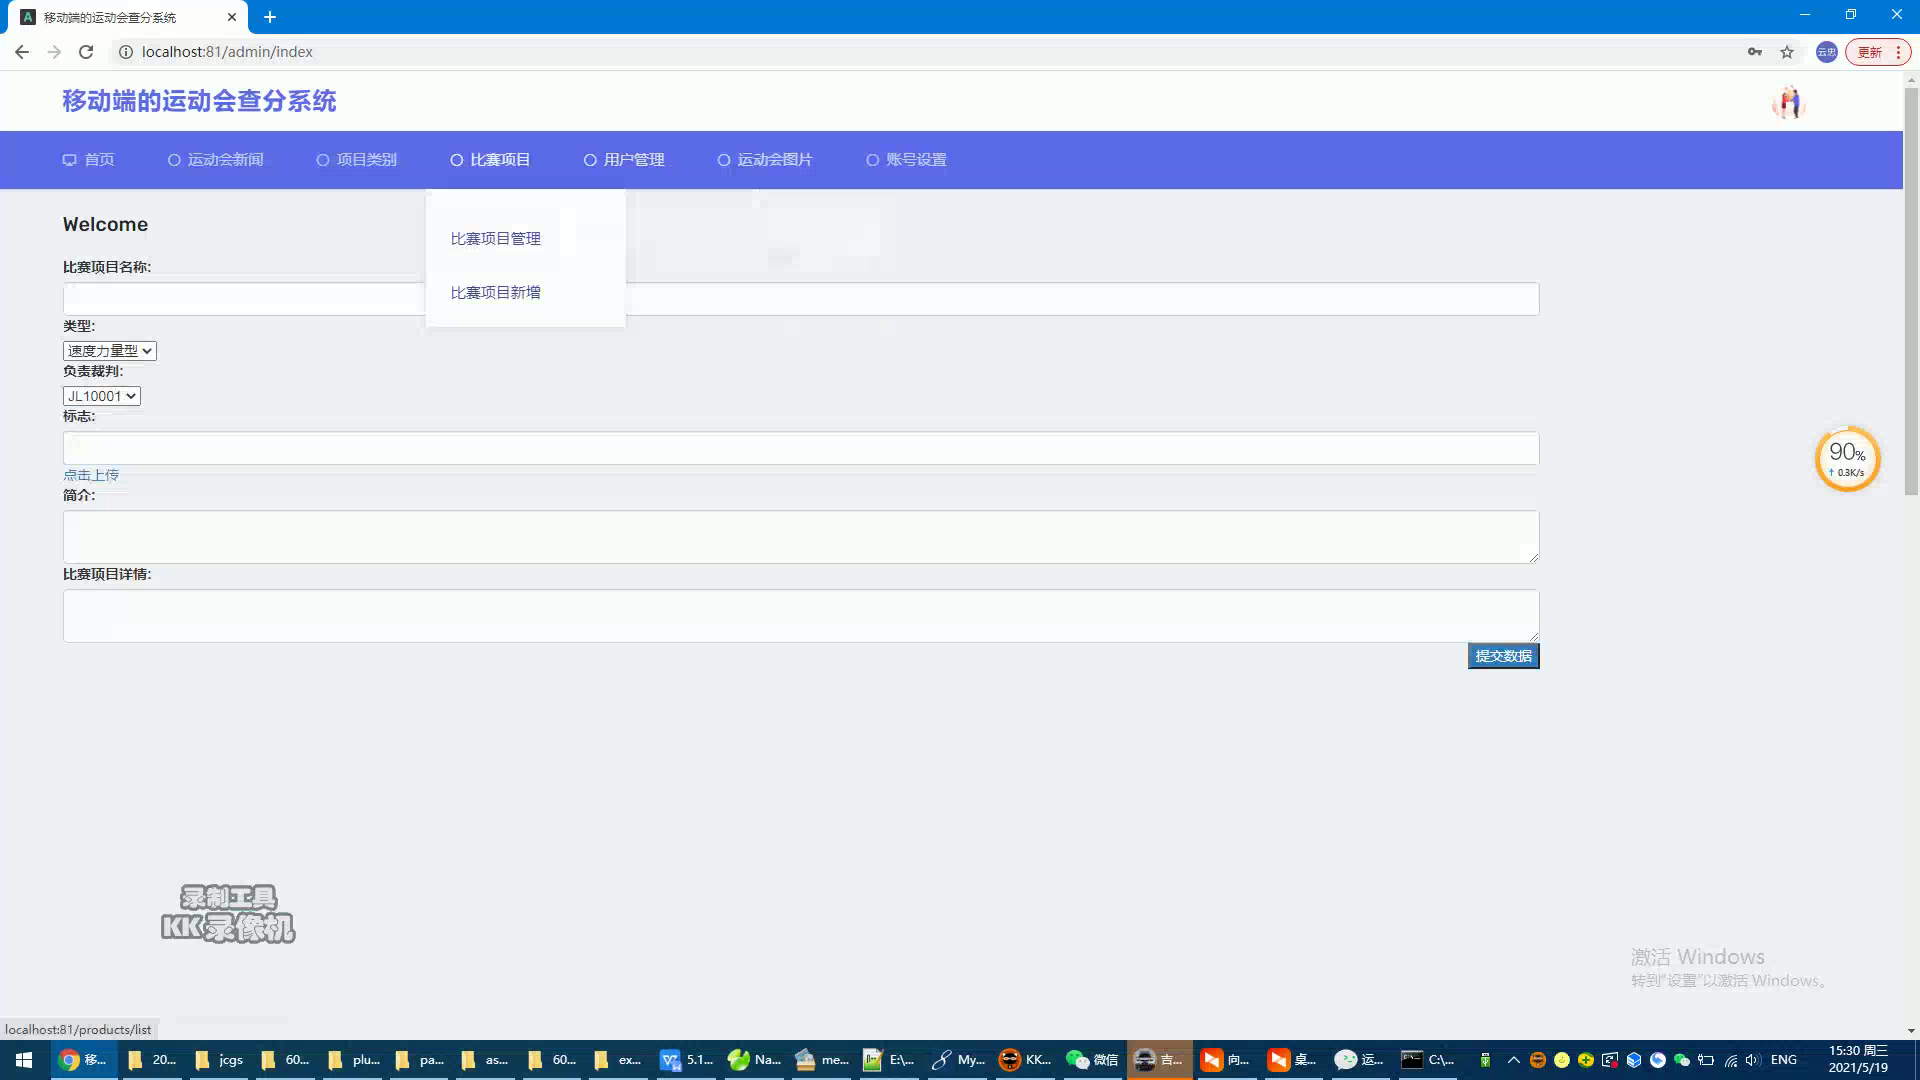 移动端的运动会查分系统
localhost:81/admin/index
云忠
更新
移动端的运动会查分系统
首页
运动会新闻
项目类别
比赛项目
用户管理
运动会图片
账号设置
比赛项目管理
比赛项目新增
Welcome
比赛项目名称:
类型:
速度力量型
负责裁判:
JL10001
标志:
点击上传
简介:
比赛项目详情:
提交数据
90%
↑ 0.3K/s
录制工具
KK录像机
激活 Windows
转到"设置"以激活 Windows。
localhost:81/products/list
移...
20...
jcgs
60...
plu...
pa...
as...
60...
ex...
5.1...
Na...
me...
E:\...
My...
KK...
微信
吉...
向...
桌...
运...
C:\...
ENG
15:30 周三
2021/5/19